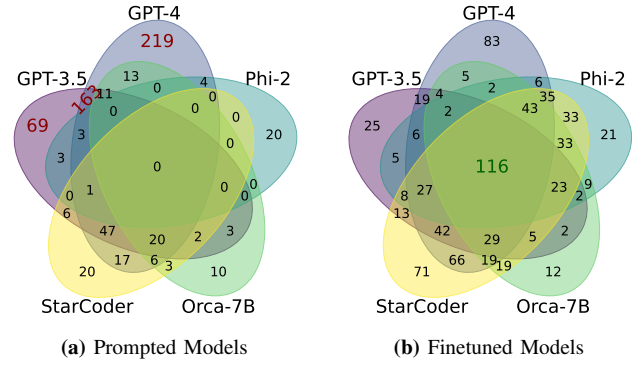 GPT-4 GPT-4
219 83
GPT-3.5 13 4 Phi-2 GPT-3.5 5 6 Phi-2
163 11 0 0 19 4 2 35
69 0 0 0 25 2 43 33
3 20 6 21
3 0 5 33
0 116
0 1 0 0 8 27 23 9 2
6 13
47 20 2 3 42 29 5 2
17 6 3 66 19 19
20 10 71 12
StarCoder Orca-7B StarCoder Orca-7B
(a) Prompted Models (b) Finetuned Models